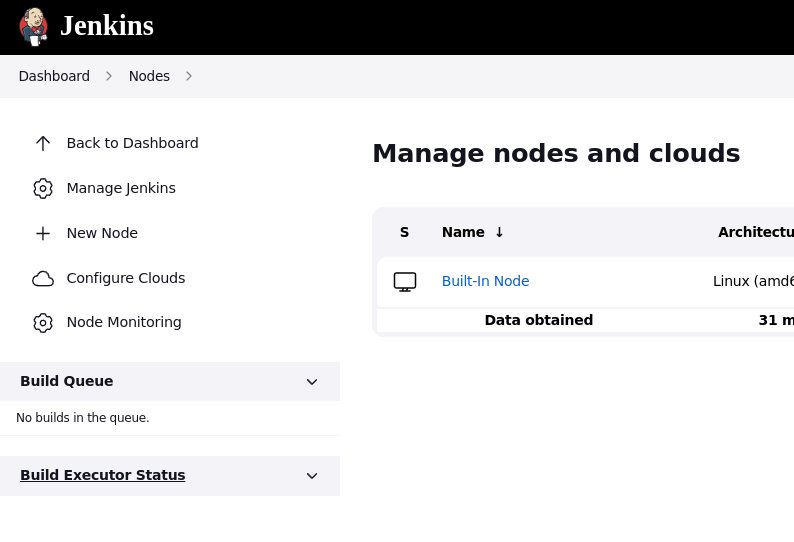 Jenkins
Dashboard
Nodes
Back to Dashboard
Manage Jenkins
New Node
Configure Clouds
Node Monitoring
Build Queue
No builds in the queue.
Build Executor Status
Manage nodes and clouds
S Name ↓ Architectu
Built-In Node Linux (amd6
Data obtained 31 m